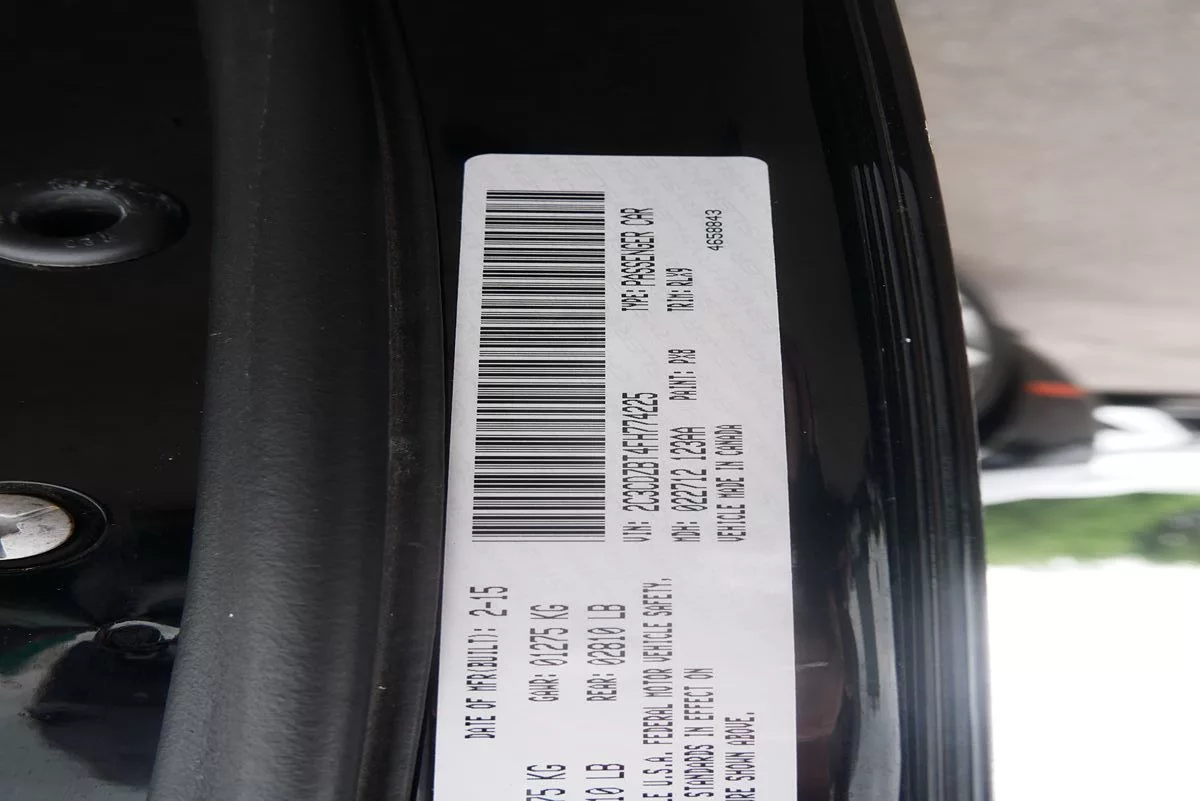 DATE OF MFR(BUILT): 2-15
75 KG GAWR: 01275 KG
10 LB REAR: 02810 LB
LE U.S.A. FEDERAL MOTOR VEHICLE SAFETY,
STANDARDS IN EFFECT ON
URE SHOWN ABOVE.
VIN: 2C3CDZBT4FH774225 TYPE: PASSENGER CAR
MDH: 022712 123AA PAINT: PX8 TRIM: RLX9
VEHICLE MADE IN CANADA 4658843